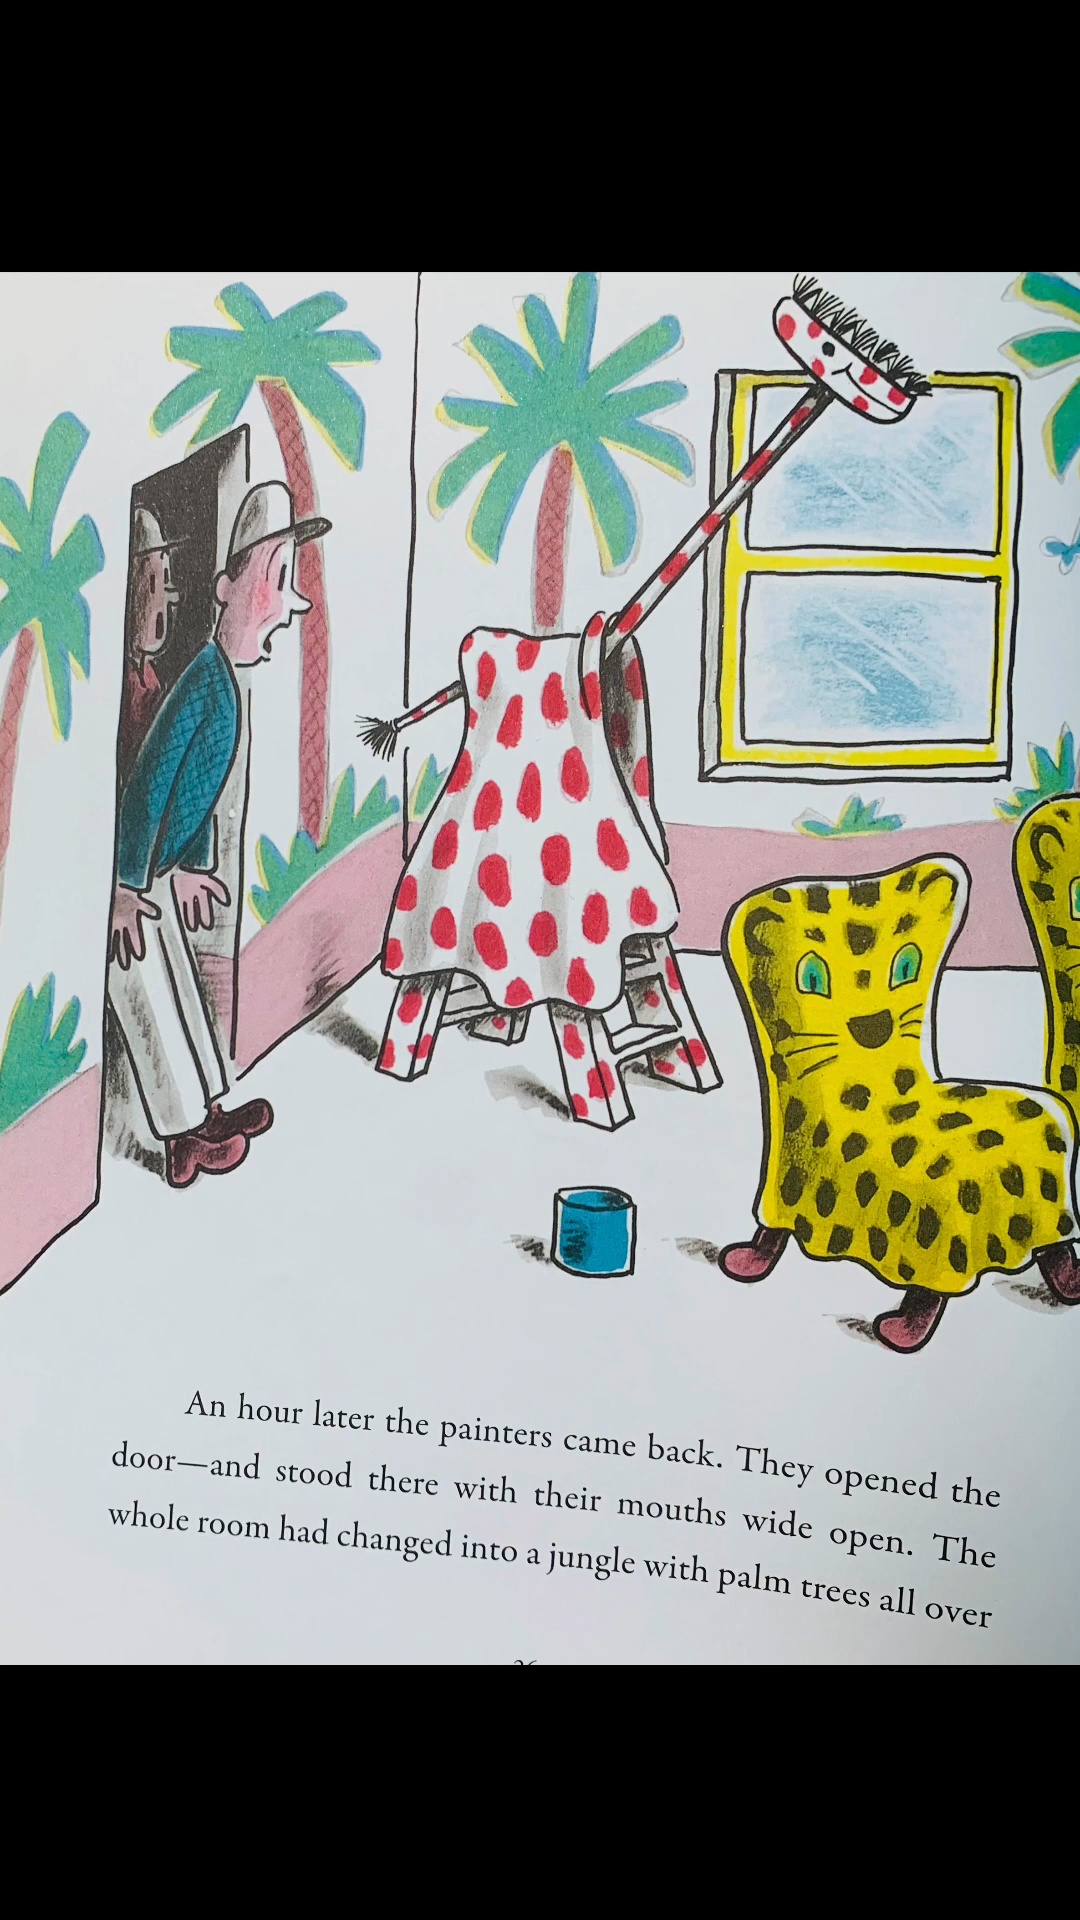 An hour later the painters came back. They opened the
door—and stood there with their mouths wide open. The
whole room had changed into a jungle with palm trees all over